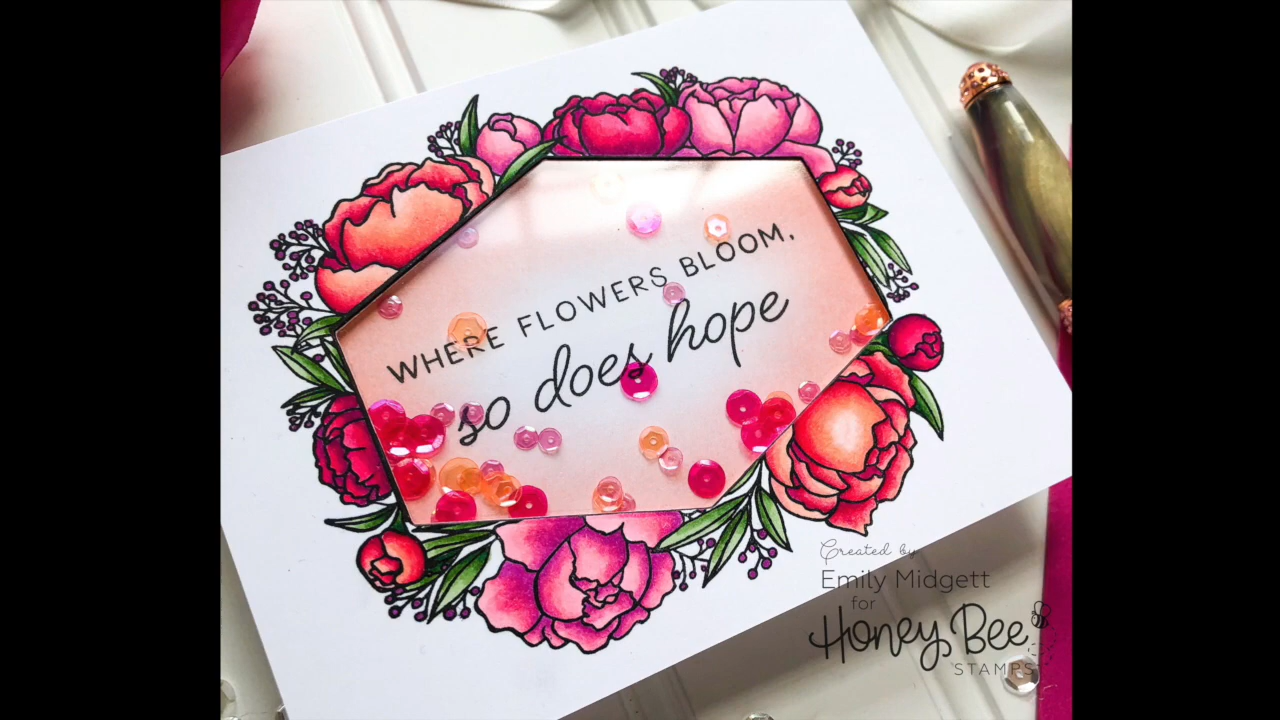 WHERE FLOWERS BLOOM,
so does hope
Created by
Emily Midgett
for
Honey Bee
STAMPS